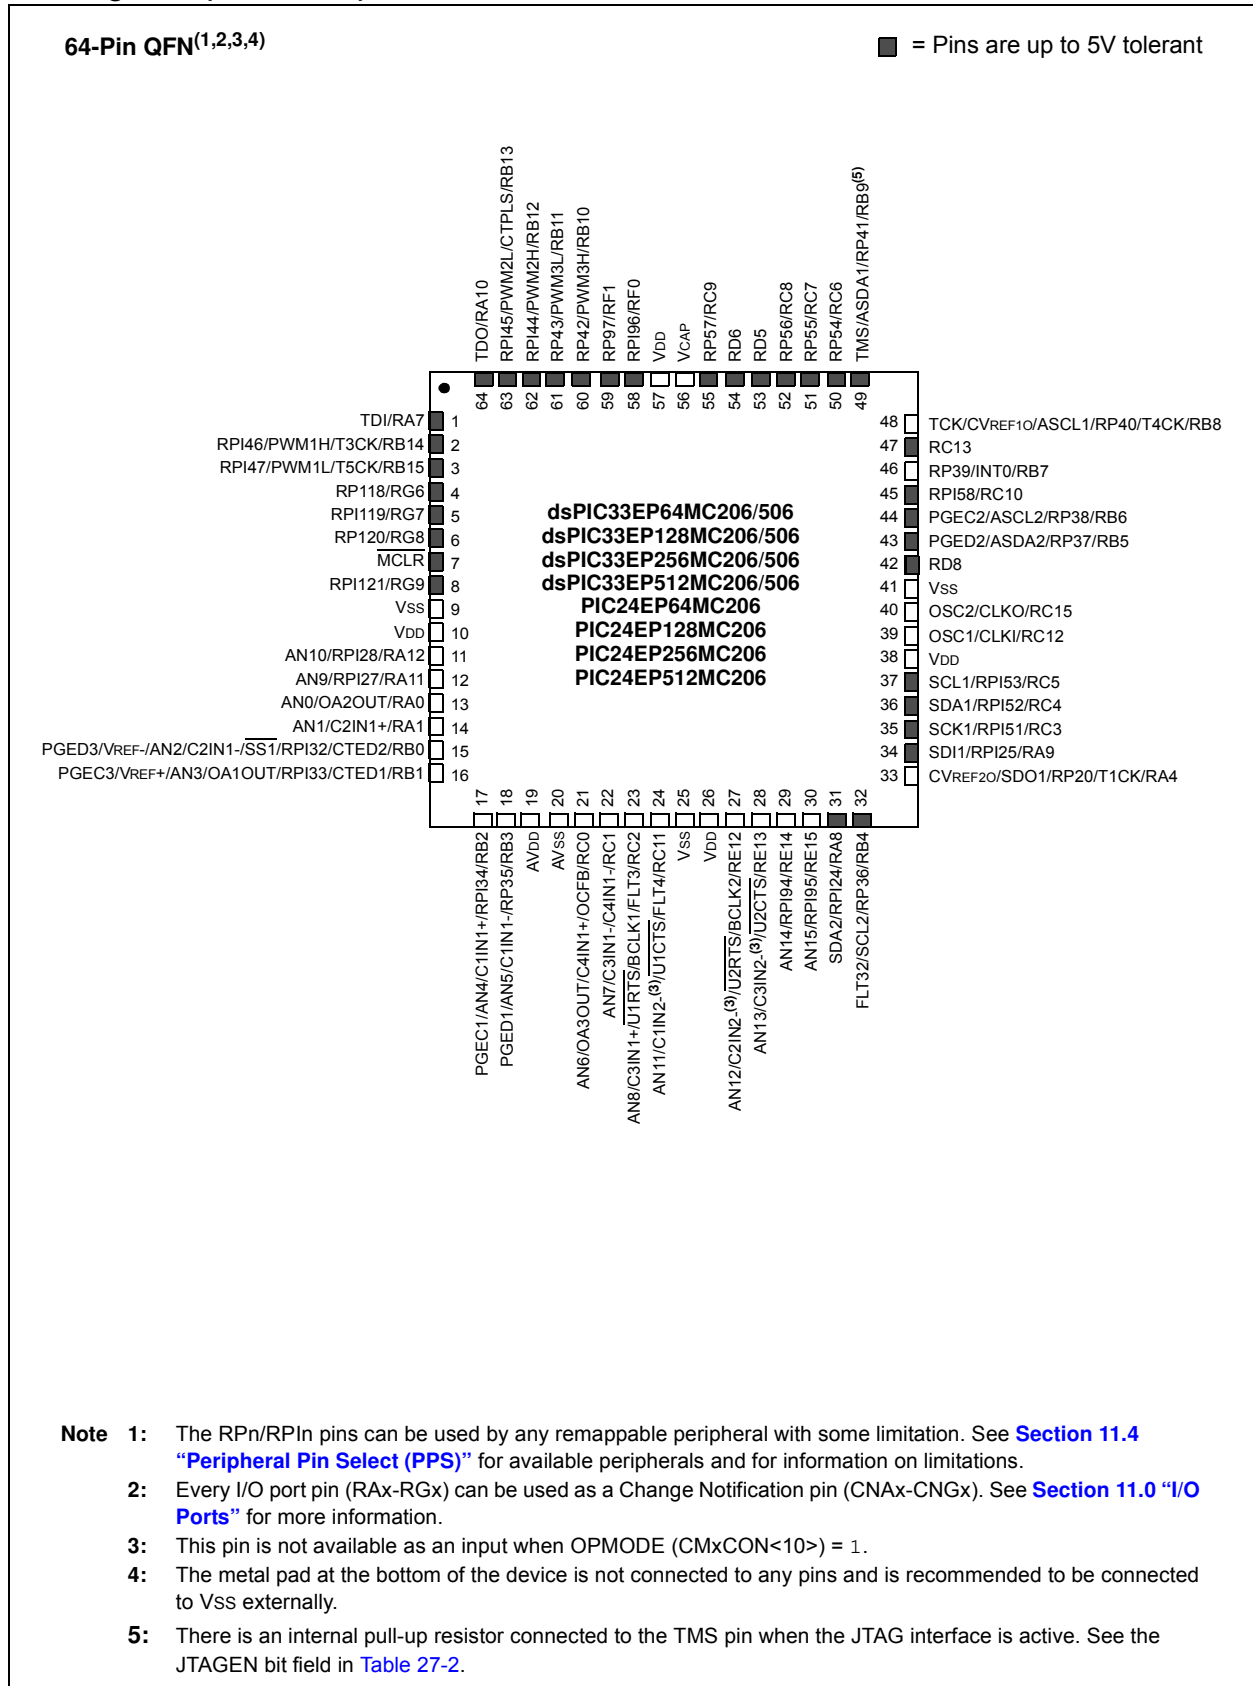 64-Pin QFN(1,2,3,4)
= Pins are up to 5V tolerant
TDO/RA10
RPI45/PWM2L/CTPLS/RB13
RPI44/PWM2H/RB12
RP43/PWM3L/RB11
RP42/PWM3H/RB10
RP97/RF1
RPI96/RF0
VDD
VCAP
RP57/RC9
RD6
RD5
RP56/RC8
RP55/RC7
RP54/RC6
TMS/ASDA1/RP41/RB9(5)
64 63 62 61 60 59 58 57 56 55 54 53 52 51 50 49
TDI/RA7 1
RPI46/PWM1H/T3CK/RB14 2
RPI47/PWM1L/T5CK/RB15 3
RP118/RG6 4
RPI119/RG7 5
RP120/RG8 6
MCLR 7
RPI121/RG9 8
VSS 9
VDD 10
AN10/RPI28/RA12 11
AN9/RPI27/RA11 12
AN0/OA2OUT/RA0 13
AN1/C2IN1+/RA1 14
PGED3/VREF-/AN2/C2IN1-/SS1/RPI32/CTED2/RB0 15
PGEC3/VREF+/AN3/OA1OUT/RPI33/CTED1/RB1 16
dsPIC33EP64MC206/506
dsPIC33EP128MC206/506
dsPIC33EP256MC206/506
dsPIC33EP512MC206/506
PIC24EP64MC206
PIC24EP128MC206
PIC24EP256MC206
PIC24EP512MC206
48 TCK/CVREF1O/ASCL1/RP40/T4CK/RB8
47 RC13
46 RP39/INT0/RB7
45 RPI58/RC10
44 PGEC2/ASCL2/RP38/RB6
43 PGED2/ASDA2/RP37/RB5
42 RD8
41 VSS
40 OSC2/CLKO/RC15
39 OSC1/CLKI/RC12
38 VDD
37 SCL1/RPI53/RC5
36 SDA1/RPI52/RC4
35 SCK1/RPI51/RC3
34 SDI1/RPI25/RA9
33 CVREF2O/SDO1/RP20/T1CK/RA4
17 18 19 20 21 22 23 24 25 26 27 28 29 30 31 32
PGEC1/AN4/C1IN1+/RPI34/RB2
PGED1/AN5/C1IN1-/RP35/RB3
AVDD
AVSS
AN6/OA3OUT/C4IN1+/OCFB/RC0
AN7/C3IN1-/C4IN1-/RC1
AN8/C3IN1+/U1RTS/BCLK1/FLT3/RC2
AN11/C1IN2-(3)/U1CTS/FLT4/RC11
VSS
VDD
AN12/C2IN2-(3)/U2RTS/BCLK2/RE12
AN13/C3IN2-(3)/U2CTS/RE13
AN14/RPI94/RE14
AN15/RPI95/RE15
SDA2/RPI24/RA8
FLT32/SCL2/RP36/RB4
Note 1: The RPn/RPIn pins can be used by any remappable peripheral with some limitation. See Section 11.4
"Peripheral Pin Select (PPS)" for available peripherals and for information on limitations.
2: Every I/O port pin (RAx-RGx) can be used as a Change Notification pin (CNAx-CNGx). See Section 11.0 "I/O
Ports" for more information.
3: This pin is not available as an input when OPMODE (CMxCON<10>) = 1.
4: The metal pad at the bottom of the device is not connected to any pins and is recommended to be connected
to VSS externally.
5: There is an internal pull-up resistor connected to the TMS pin when the JTAG interface is active. See the
JTAGEN bit field in Table 27-2.